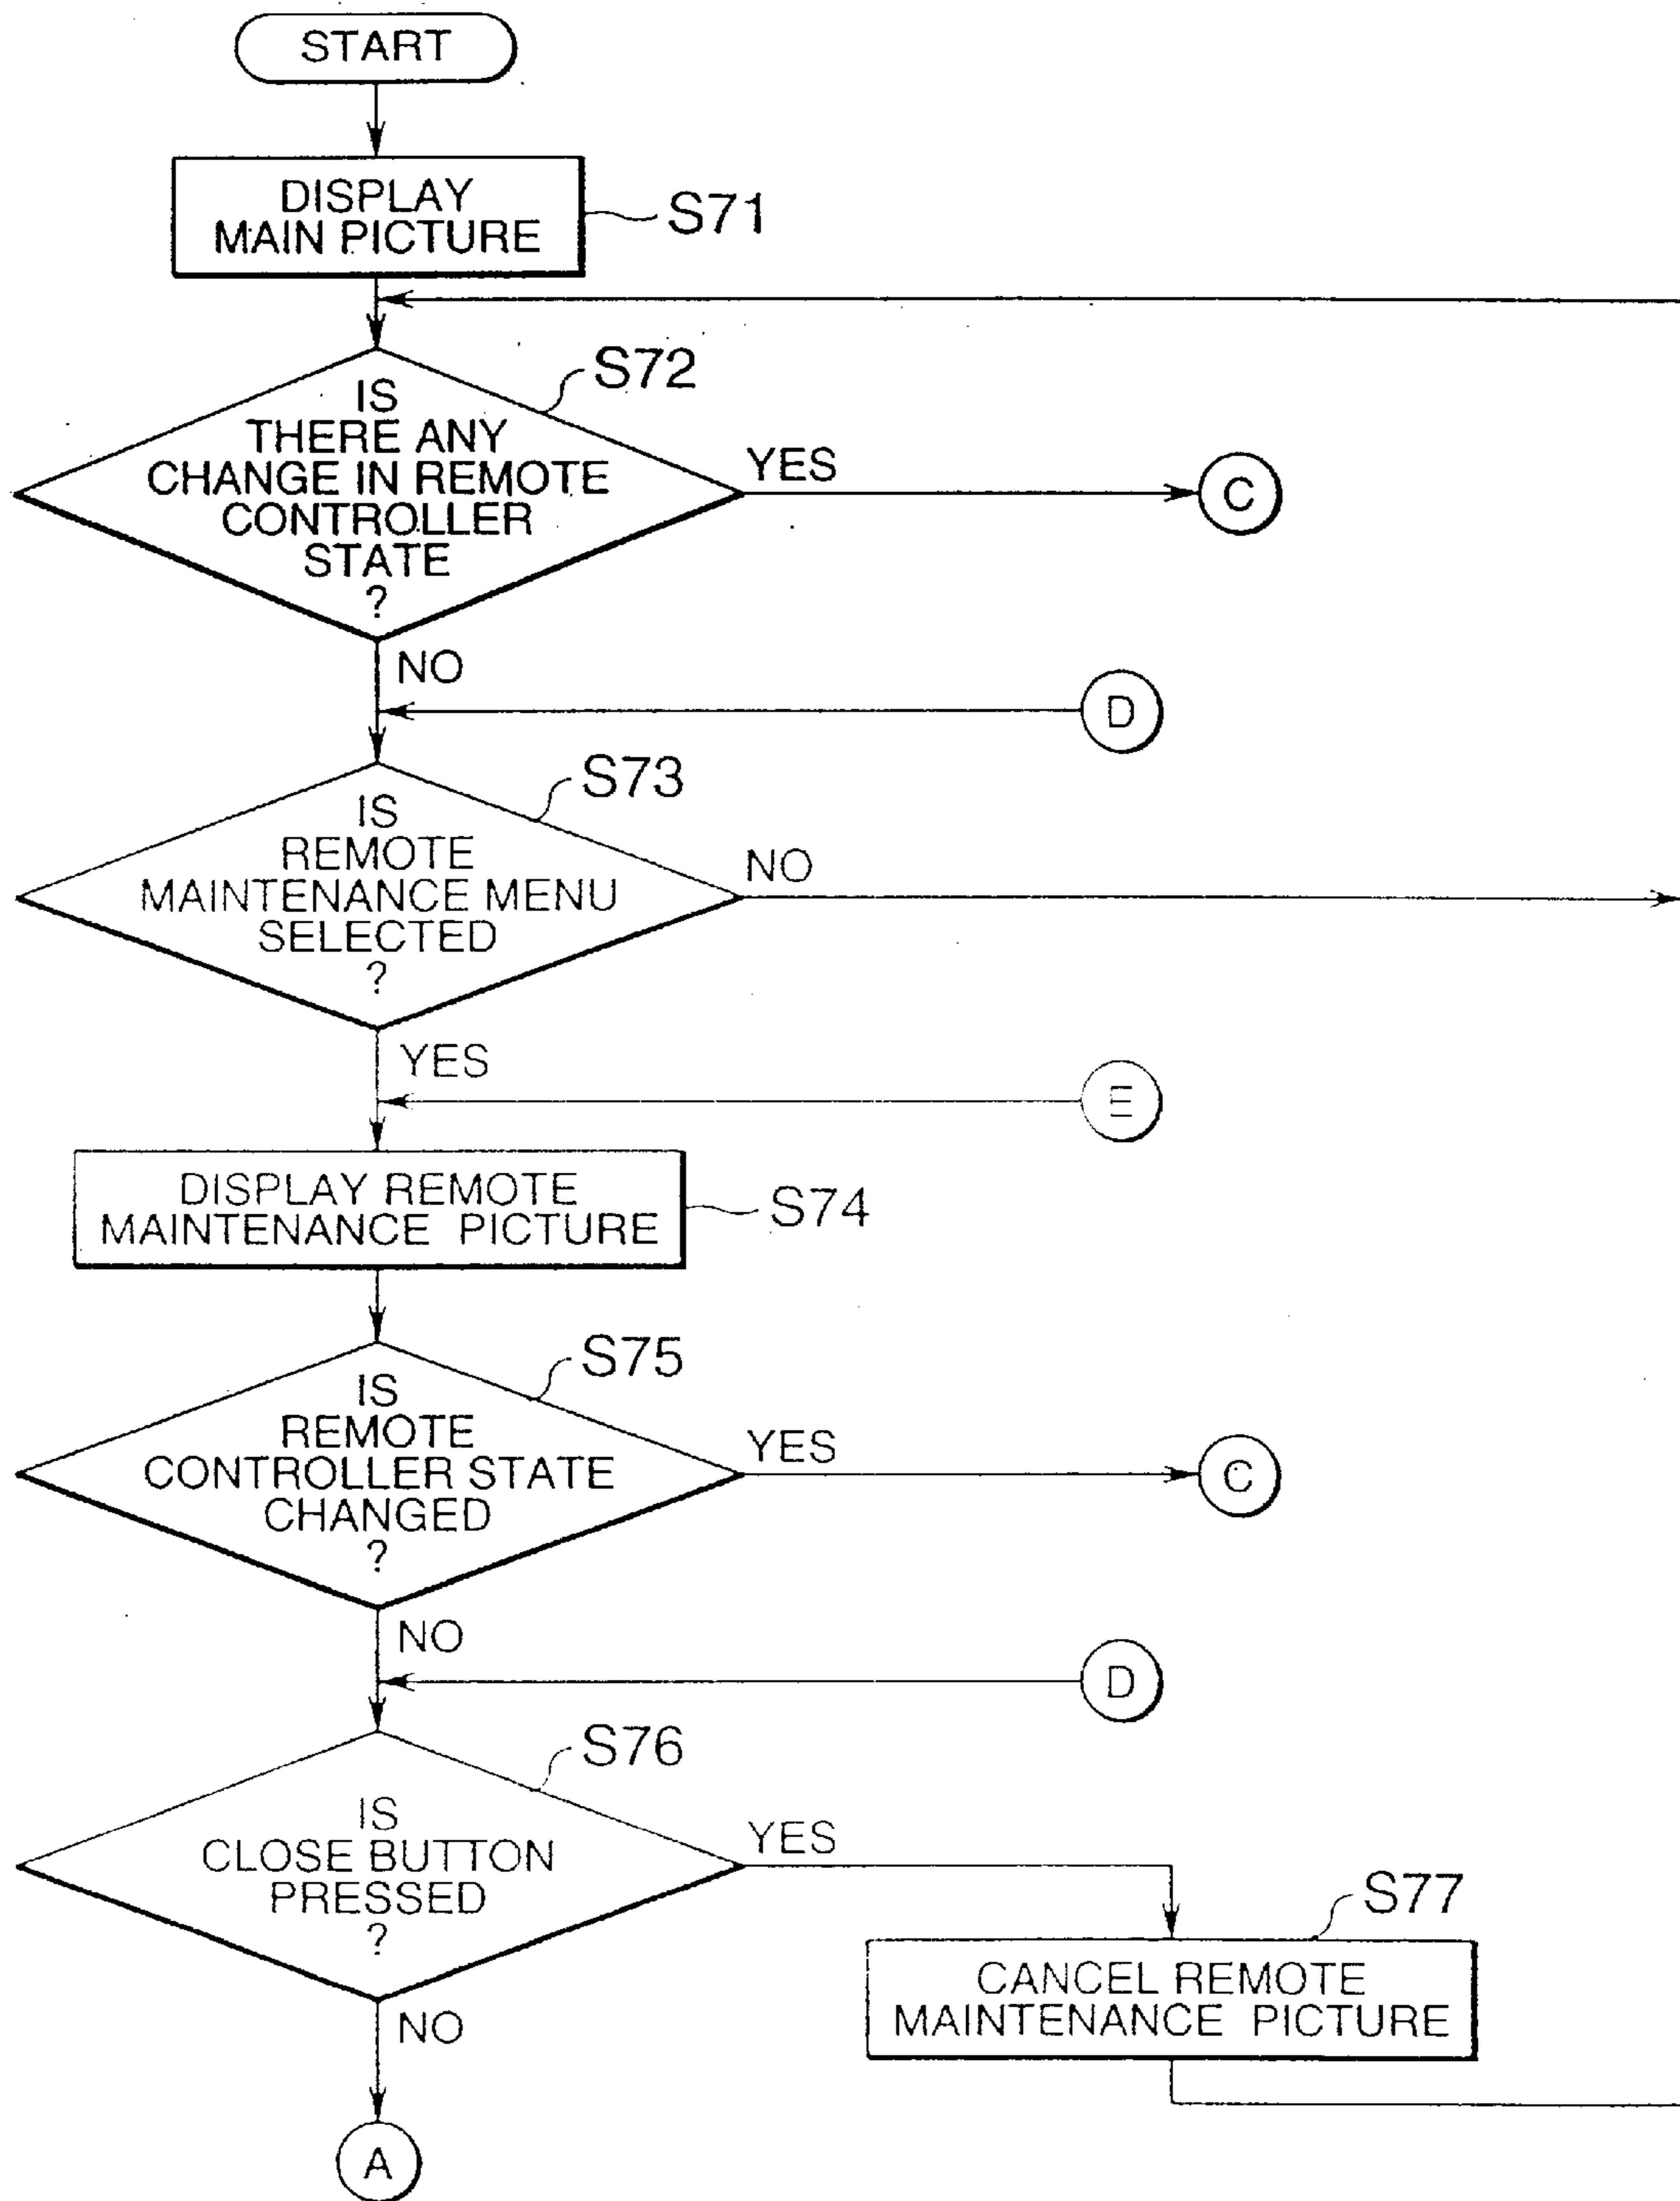 START
DISPLAY
MAIN PICTURE
S71
S72
IS
THERE ANY
CHANGE IN REMOTE
CONTROLLER
STATE
?
YES
C
NO
D
S73
IS
REMOTE
MAINTENANCE MENU
SELECTED
?
NO
YES
E
DISPLAY REMOTE
MAINTENANCE PICTURE
S74
S75
IS
REMOTE
CONTROLLER STATE
CHANGED
?
YES
C
NO
D
S76
IS
CLOSE BUTTON
PRESSED
?
YES
S77
CANCEL REMOTE
MAINTENANCE PICTURE
NO
A